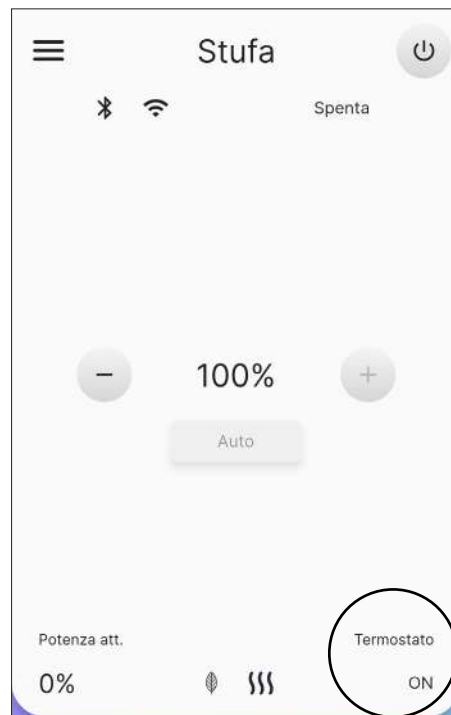 Stufa
Spenta
100%
Auto
Potenza att.
Termostato
0%
ON